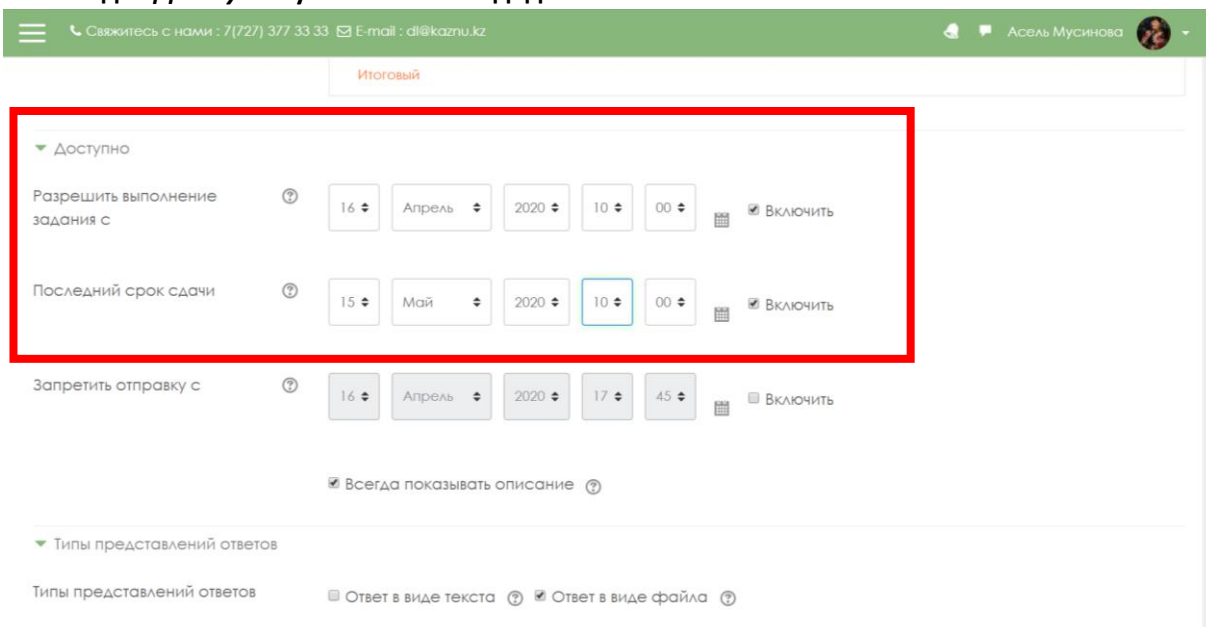 Свяжитесь с нами : 7(727) 377 33 33 E-mail : dl@kaznu.kz Асель Мусинова
Итоговый
Доступно
Разрешить выполнение задания с 16 Апрель 2020 10 00 Включить
Последний срок сдачи 15 Май 2020 10 00 Включить
Запретить отправку с 16 Апрель 2020 17 45 Включить
Всегда показывать описание
Типы представлений ответов
Типы представлений ответов Ответ в виде текста Ответ в виде файла